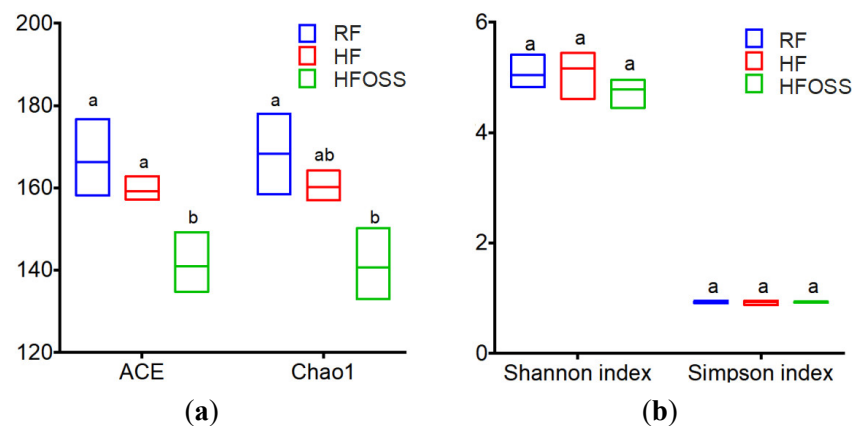 200
180
160
140
120
RF
HF
HFOSS
a
a
b
a
ab
b
ACE
Chao1
(a)
6
4
2
0
RF
HF
HFOSS
a
a
a
a
a
a
Shannon index
Simpson index
(b)